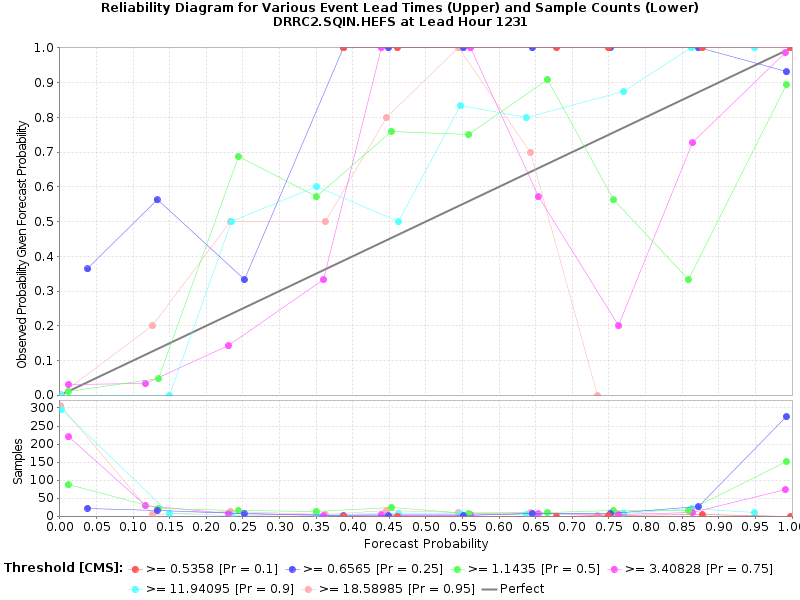 Reliability Diagram for Various Event Lead Times (Upper) and Sample Counts (Lower)
DRRC2.SQIN.HEFS at Lead Hour 1231
Observed Probability Given Forecast Probability
1.0
0.9
0.8
0.7
0.6
0.5
0.4
0.3
0.2
0.1
0.0
Samples
300
250
200
150
100
50
0
0.00 0.05 0.10 0.15 0.20 0.25 0.30 0.35 0.40 0.45 0.50 0.55 0.60 0.65 0.70 0.75 0.80 0.85 0.90 0.95 1.0
Forecast Probability
Threshold [CMS]: >= 0.5358 [Pr = 0.1] >= 0.6565 [Pr = 0.25] >= 1.1435 [Pr = 0.5] >= 3.40828 [Pr = 0.75]
>= 11.94095 [Pr = 0.9] >= 18.58985 [Pr = 0.95] Perfect